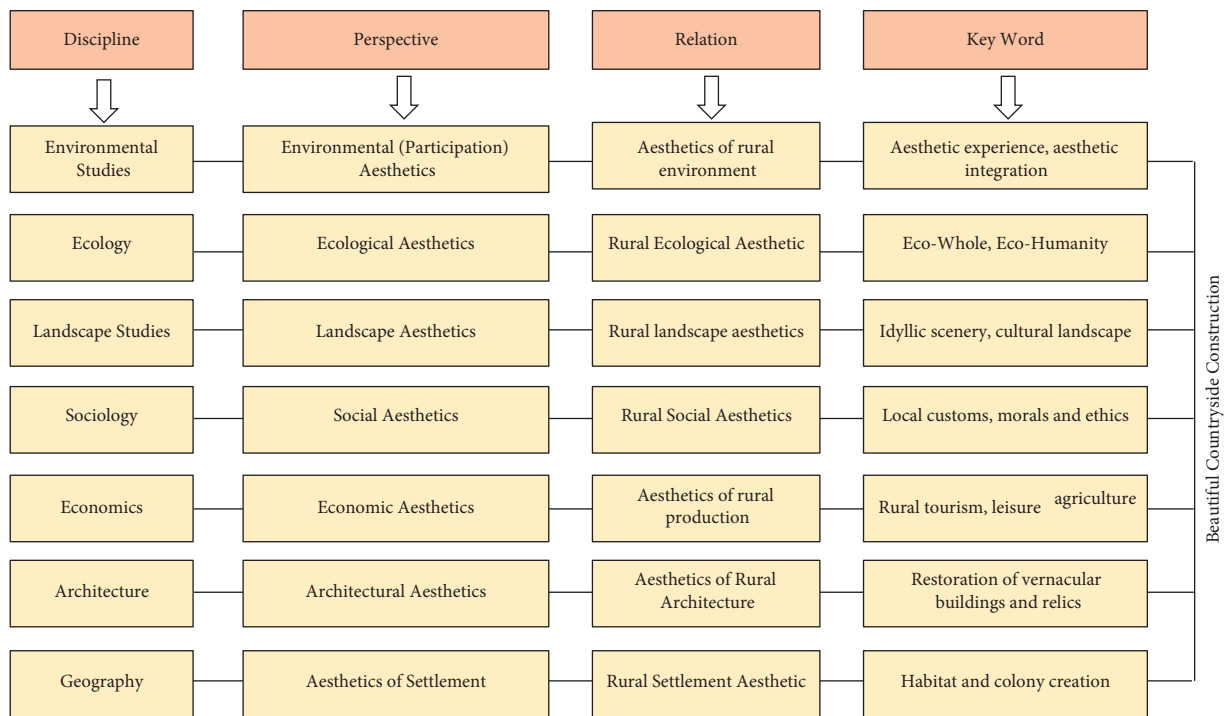 Discipline
Perspective
Relation
Key Word
Environmental
Studies
Environmental (Participation)
Aesthetics
Aesthetics of rural
environment
Aesthetic experience, aesthetic
integration
Ecology
Ecological Aesthetics
Rural Ecological Aesthetic
Eco-Whole, Eco-Humanity
Landscape Studies
Landscape Aesthetics
Rural landscape aesthetics
Idyllic scenery, cultural landscape
Sociology
Social Aesthetics
Rural Social Aesthetics
Local customs, morals and ethics
Economics
Economic Aesthetics
Aesthetics of rural
production
Rural tourism, leisure agriculture
Architecture
Architectural Aesthetics
Aesthetics of Rural
Architecture
Restoration of vernacular
buildings and relics
Geography
Aesthetics of Settlement
Rural Settlement Aesthetic
Habitat and colony creation
Beautiful Countryside Construction